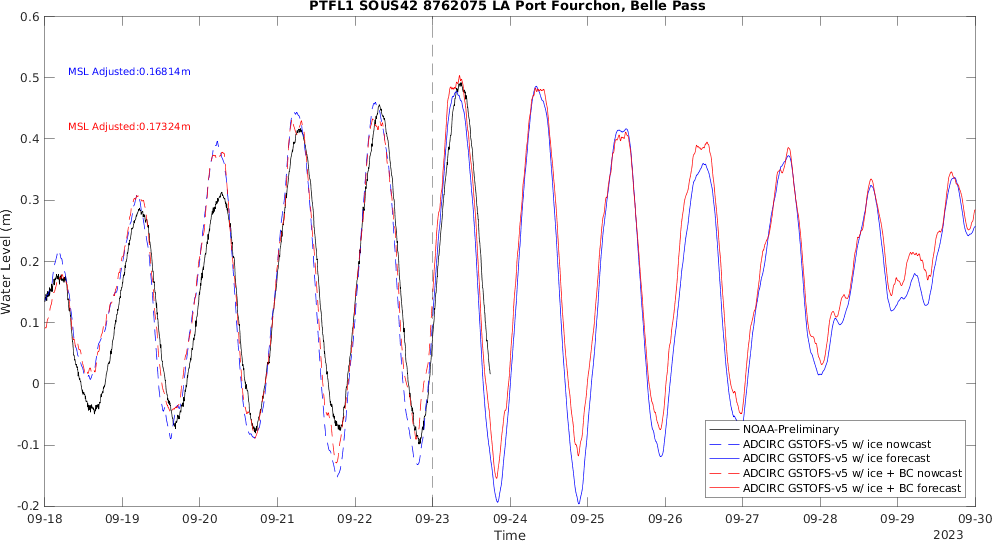 PTFL1 SOUS42 8762075 LA Port Fourchon, Belle Pass
0.6
0.5
0.4
0.3
0.2
0.1
0
-0.1
-0.2
Water Level (m)
MSL Adjusted:0.16814m
MSL Adjusted:0.17324m
NOAA-Preliminary
ADCIRC GSTOFS-v5 w/ ice nowcast
ADCIRC GSTOFS-v5 w/ ice forecast
ADCIRC GSTOFS-v5 w/ ice + BC nowcast
ADCIRC GSTOFS-v5 w/ ice + BC forecast
09-18 09-19 09-20 09-21 09-22 09-23 09-24 09-25 09-26 09-27 09-28 09-29 09-30
Time
2023